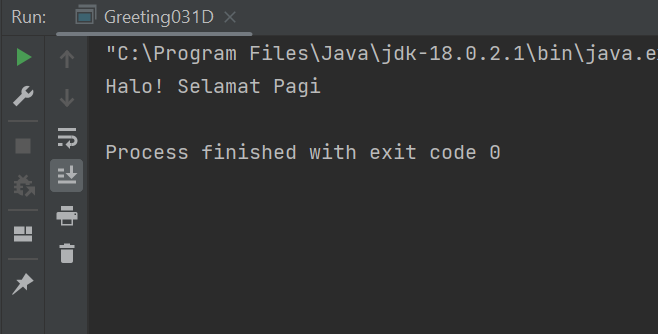 Run: Greeting031D
"C:\Program Files\Java\jdk-18.0.2.1\bin\java.e
Halo! Selamat Pagi
Process finished with exit code 0